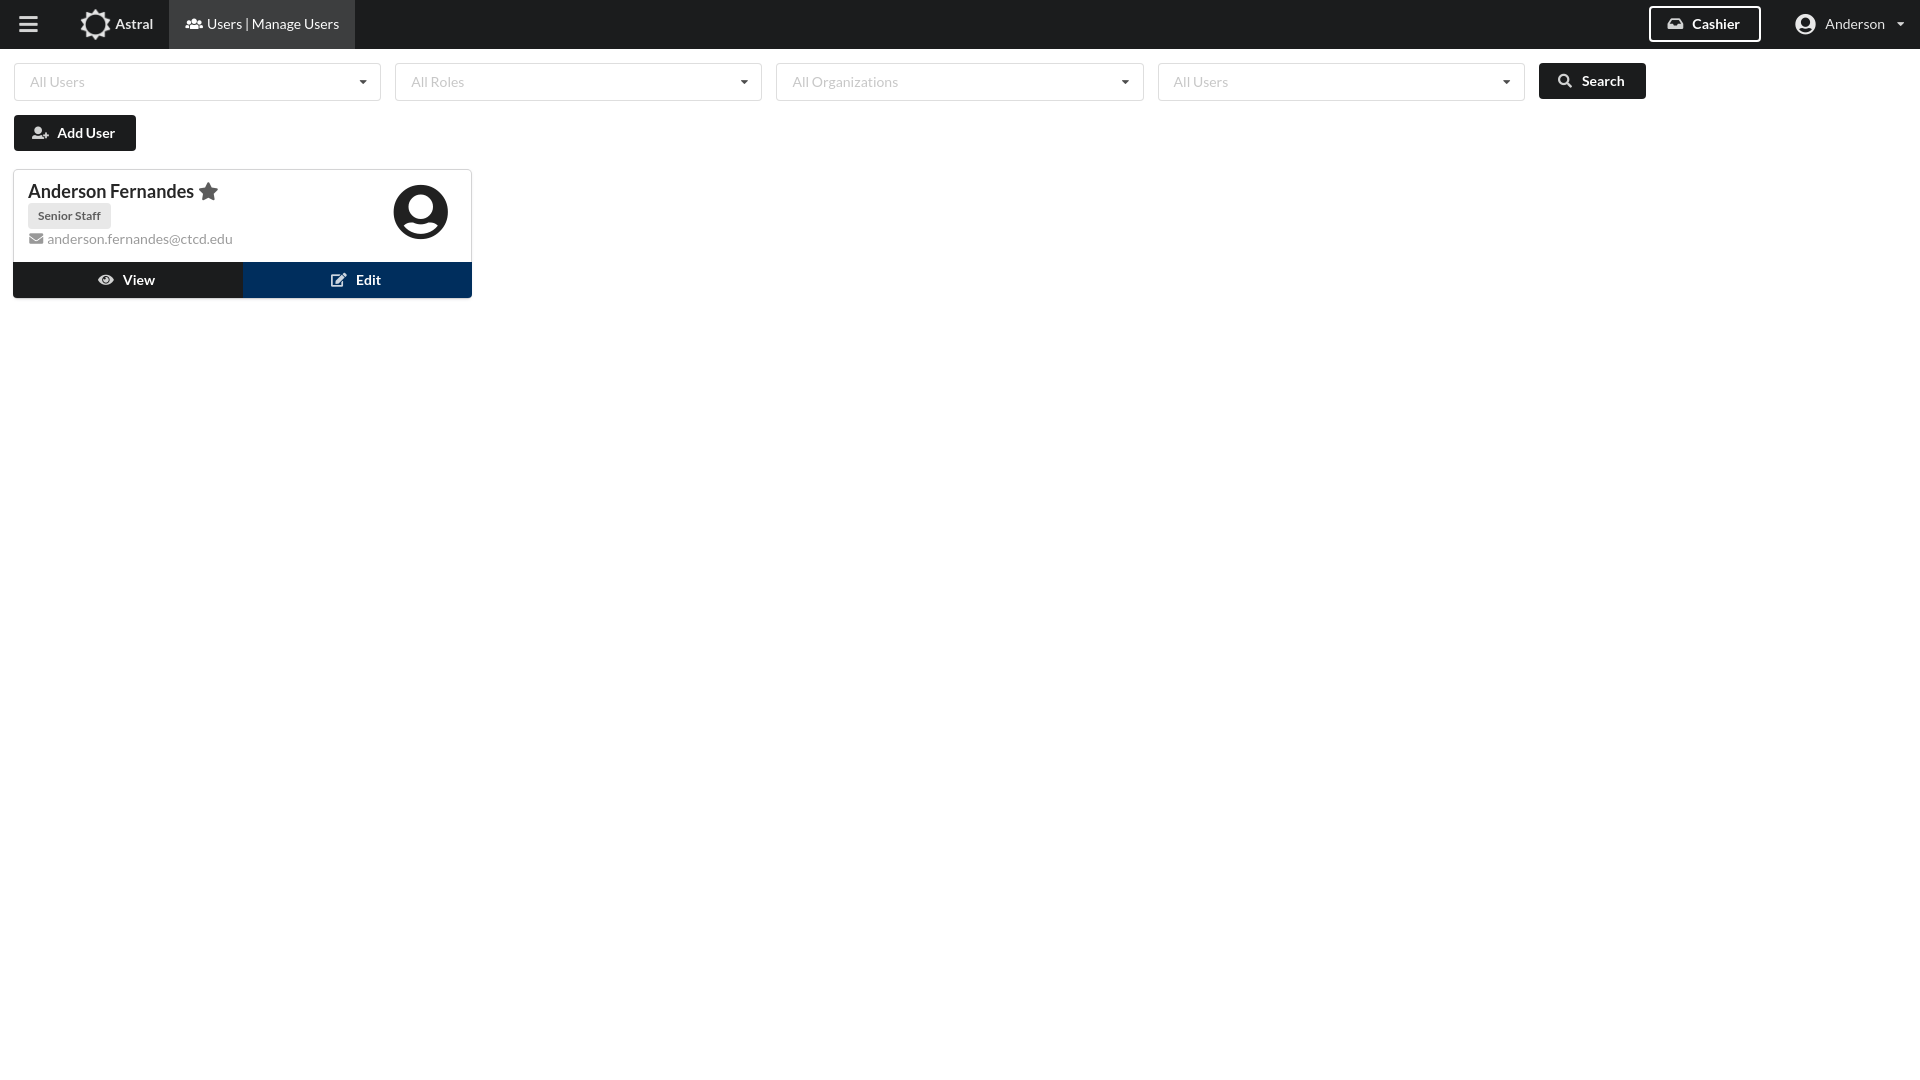 Astral
Users | Manage Users
Cashier
Anderson
All Users
All Roles
All Organizations
All Users
Search
Add User
Anderson Fernandes
Senior Staff
anderson.fernandes@ctcd.edu
View
Edit